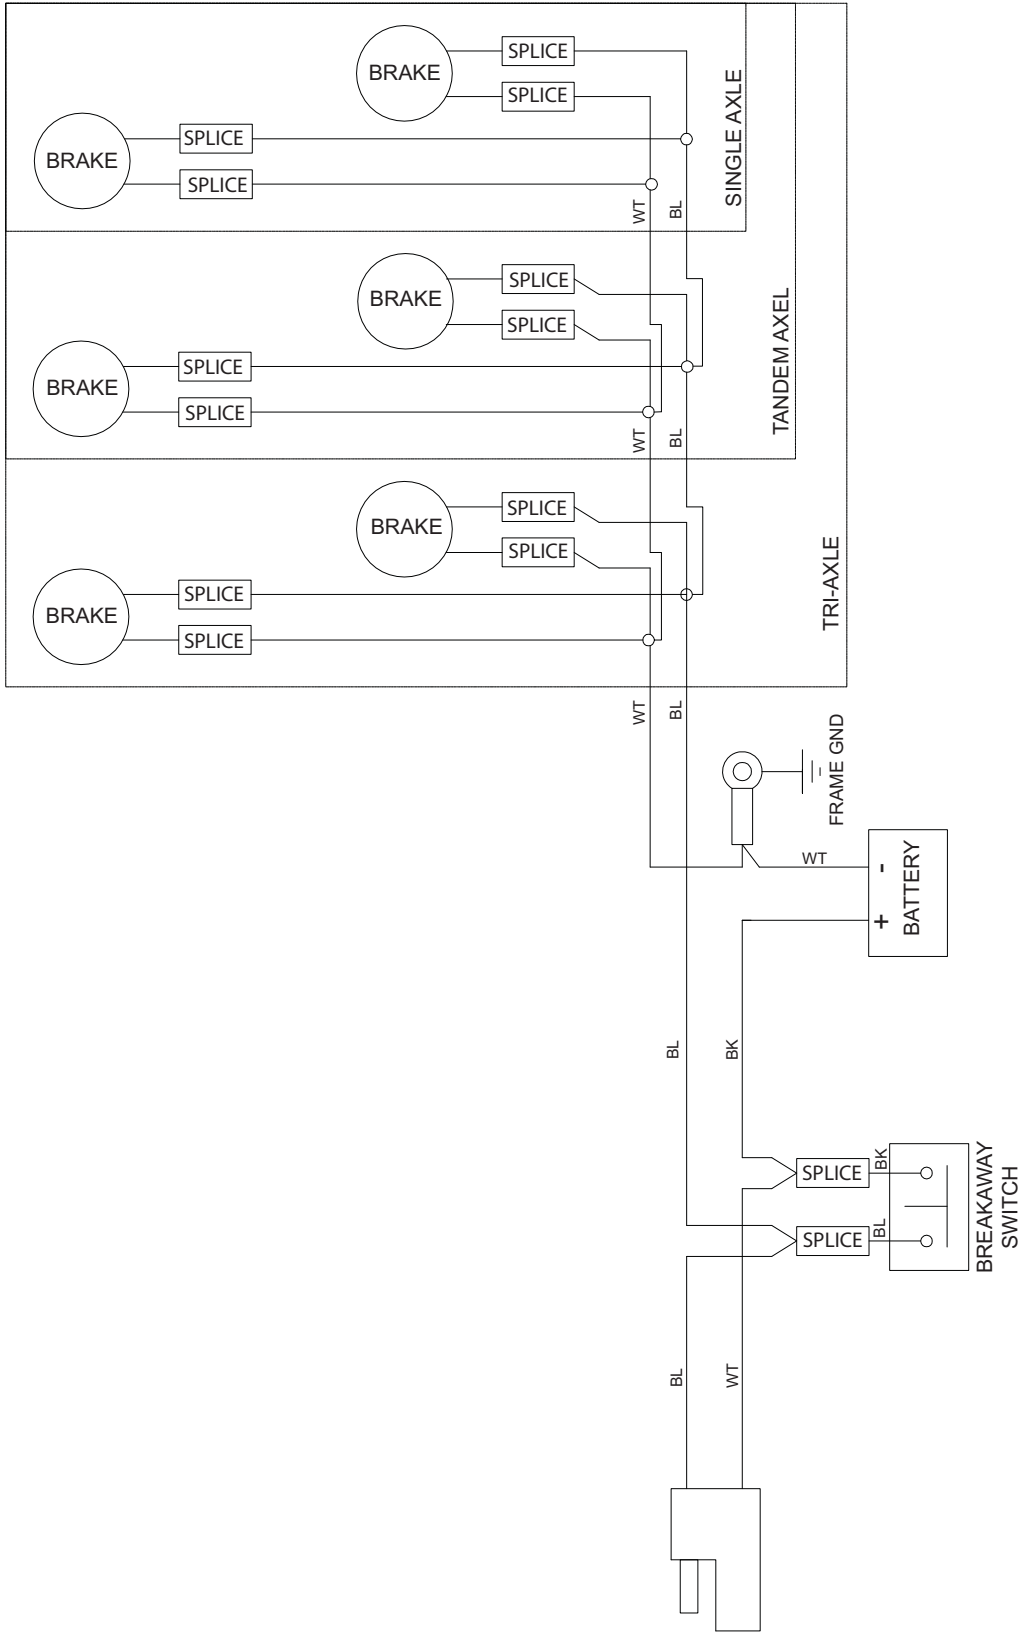 BRAKE
SPLICE
SPLICE
BRAKE
SPLICE
SPLICE
WT
BL
SINGLE AXLE
BRAKE
SPLICE
SPLICE
BRAKE
SPLICE
SPLICE
WT
BL
TANDEM AXEL
BRAKE
SPLICE
SPLICE
BRAKE
SPLICE
SPLICE
TRI-AXLE
WT
BL
FRAME GND
WT
-
+
BATTERY
BL
BK
SPLICE
BK
SPLICE
BL
BREAKAWAY
SWITCH
BL
WT